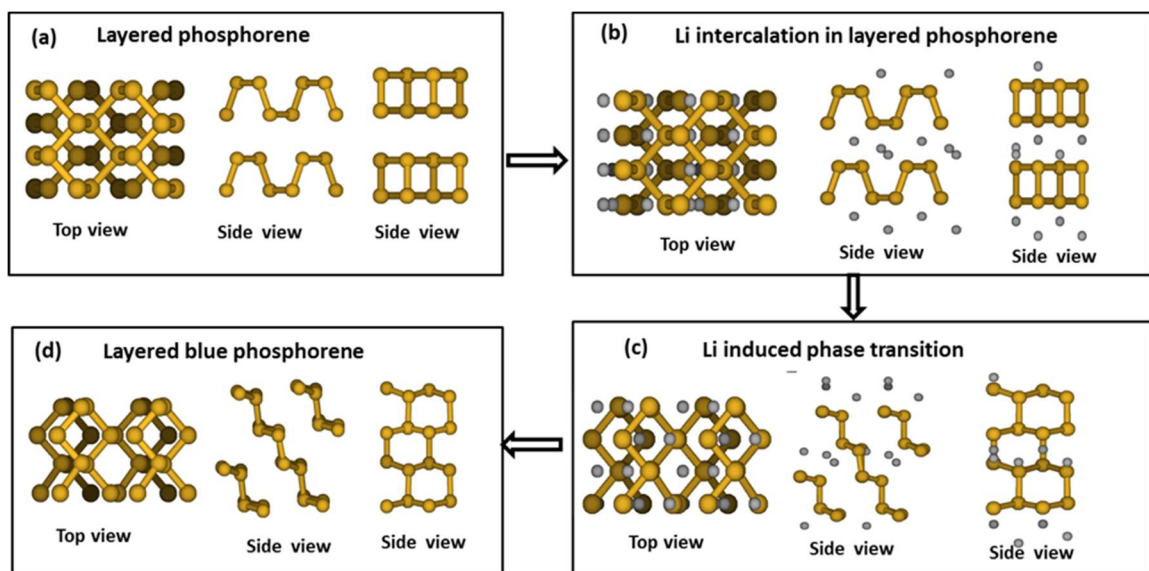 (a) Layered phosphorene
Top view
Side view
Side view
(b) Li intercalation in layered phosphorene
Top view
Side view
Side view
(d) Layered blue phosphorene
Top view
Side view
Side view
(c) Li induced phase transition
Top view
Side view
Side view